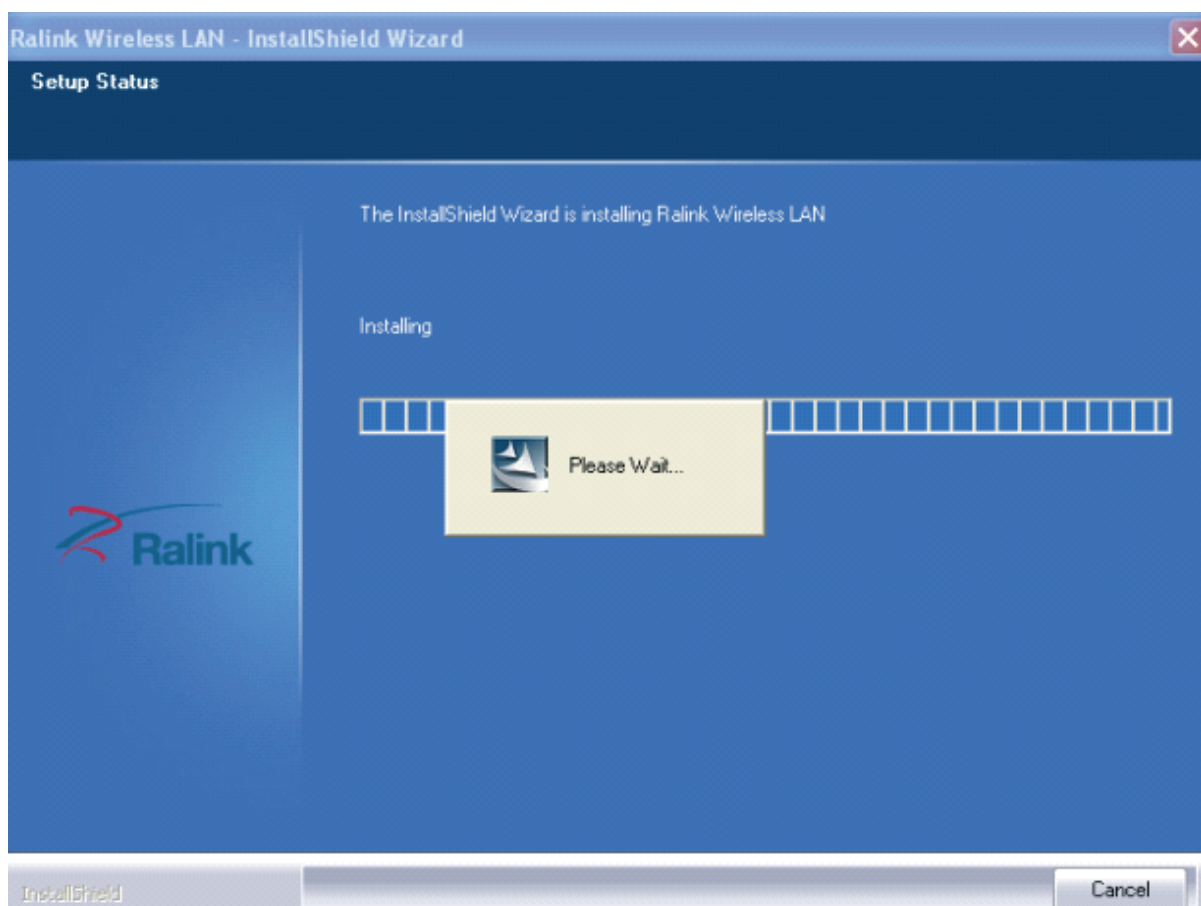 Ralink Wireless LAN - InstallShield Wizard
Setup Status
The InstallShield Wizard is installing Ralink Wireless LAN
Installing
Please Wait...
Ralink
InstallShield
Cancel